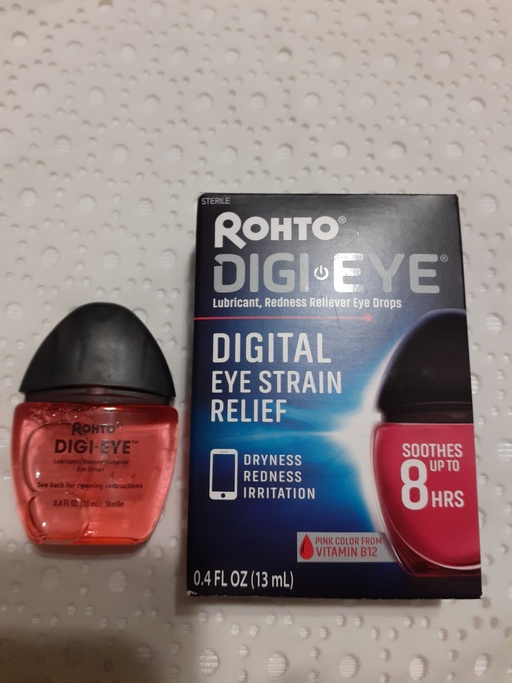 ROHTO®
DIGI·EYE™
Lubricant, Redness Reliever
Eye Drops
See back for opening instructions
0.4 FL OZ (13 mL) Sterile
STERILE
ROHTO®
DIGI·EYE®
Lubricant, Redness Reliever Eye Drops
DIGITAL
EYE STRAIN
RELIEF
DRYNESS
REDNESS
IRRITATION
SOOTHES
UP TO
8 HRS
PINK COLOR FROM
VITAMIN B12
0.4 FL OZ (13 mL)